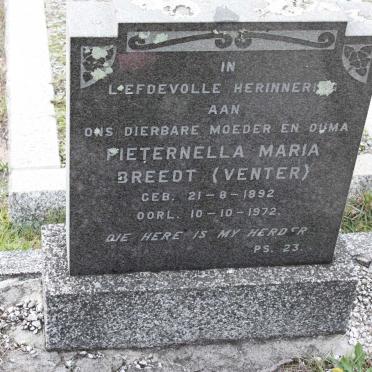 IN
LIEFDEVOLLE HERINNERING
AAN
ONS DIERBARE MOEDER EN OUMA
PIETERNELLA MARIA
BREEDT (VENTER)
GEB. 21-8-1892
OORL. 10-10-1972.
DIE HERE IS MY HERDER
PS. 23.